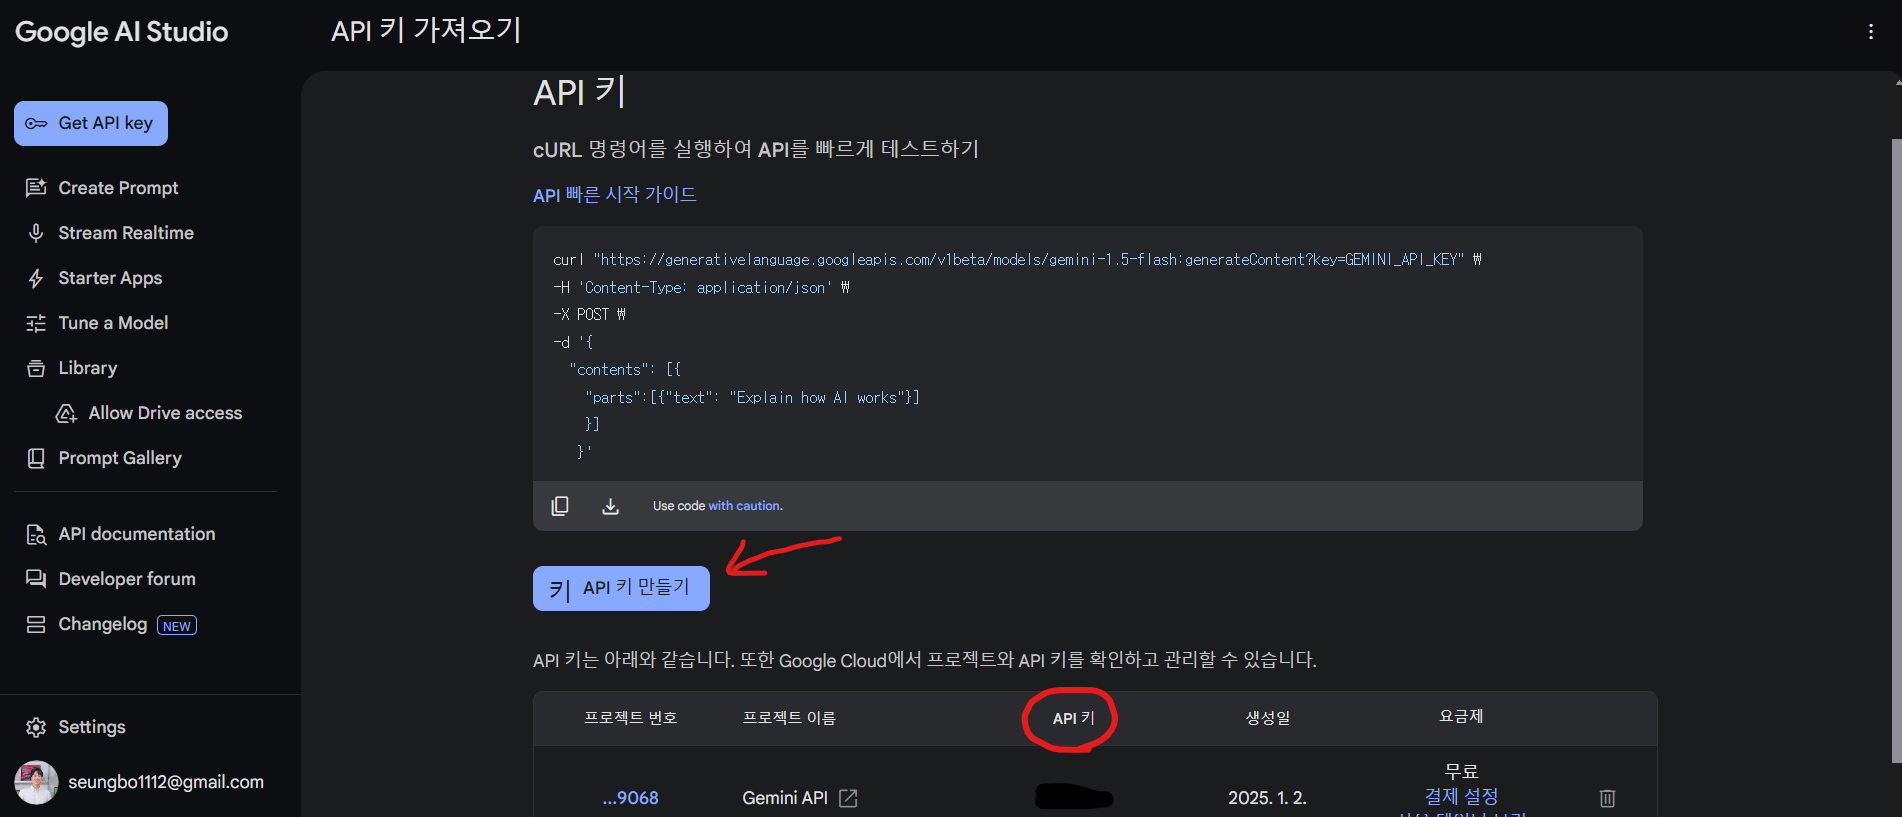 Google AI Studio
API 키 가져오기
Get API key
Create Prompt
Stream Realtime
Starter Apps
Tune a Model
Library
Allow Drive access
Prompt Gallery
API documentation
Developer forum
Changelog NEW
Settings
seungbo1112@gmail.com
API 키
cURL 명령어를 실행하여 API를 빠르게 테스트하기
API 빠른 시작 가이드
curl "https://generativelanguage.googleapis.com/v1beta/models/gemini-1.5-flash:generateContent?key=GEMINI_API_KEY" ₩
-H 'Content-Type: application/json' ₩
-X POST ₩
-d '{
"contents": [{
"parts":[{"text": "Explain how AI works"}]
}]
}'
Use code with caution.
키 API 키 만들기
API 키는 아래와 같습니다. 또한 Google Cloud에서 프로젝트와 API 키를 확인하고 관리할 수 있습니다.
프로젝트 번호 프로젝트 이름 API 키 생성일 요금제
...9068 Gemini API 2025. 1. 2. 무료
결제 설정